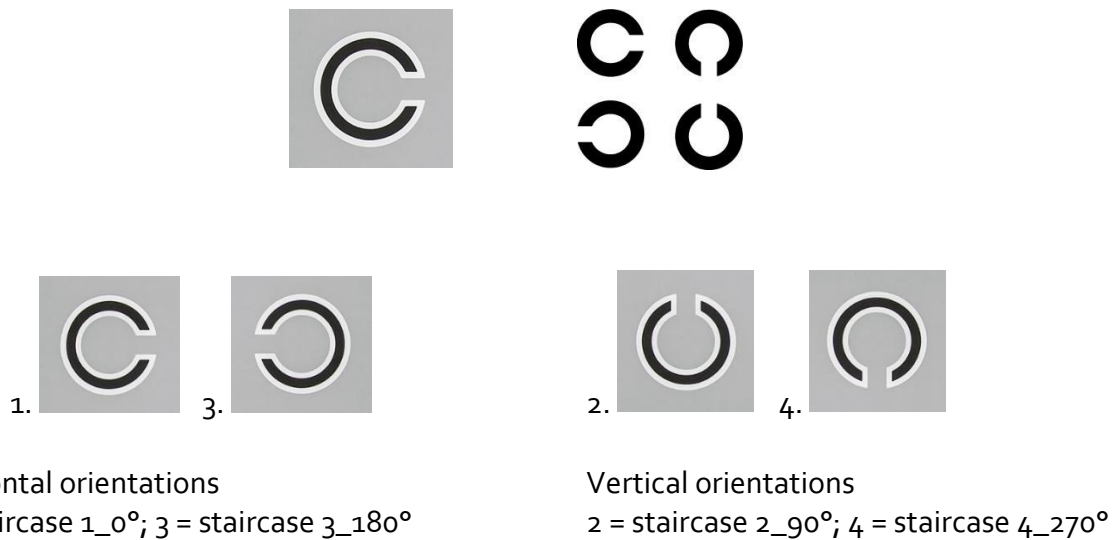 1. 3. 2. 4.
ntal orientations Vertical orientations
ircase 1_0°; 3 = staircase 3_180° 2 = staircase 2_90°; 4 = staircase 4_270°